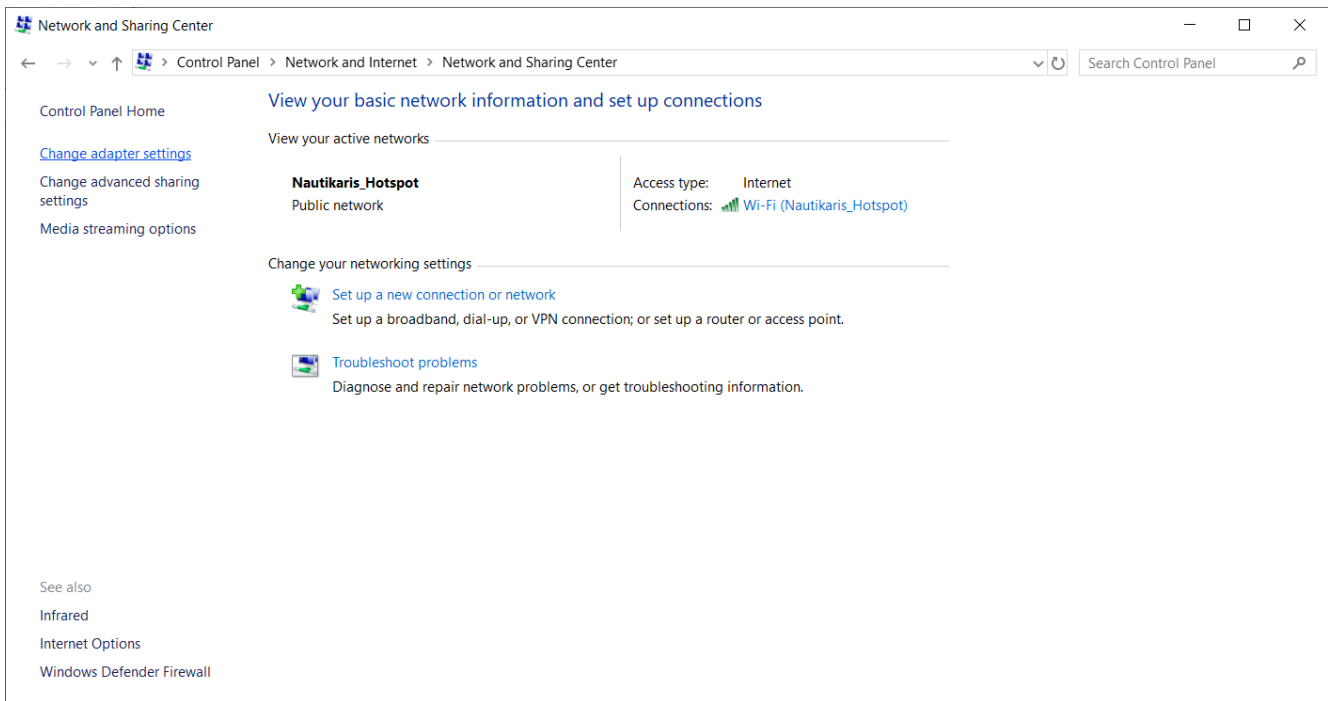 Network and Sharing Center
Control Panel > Network and Internet > Network and Sharing Center
Search Control Panel
Control Panel Home
Change adapter settings
Change advanced sharing
settings
Media streaming options
View your basic network information and set up connections
View your active networks
Nautikaris_Hotspot
Public network
Access type: Internet
Connections: Wi-Fi (Nautikaris_Hotspot)
Change your networking settings
Set up a new connection or network
Set up a broadband, dial-up, or VPN connection; or set up a router or access point.
Troubleshoot problems
Diagnose and repair network problems, or get troubleshooting information.
See also
Infrared
Internet Options
Windows Defender Firewall